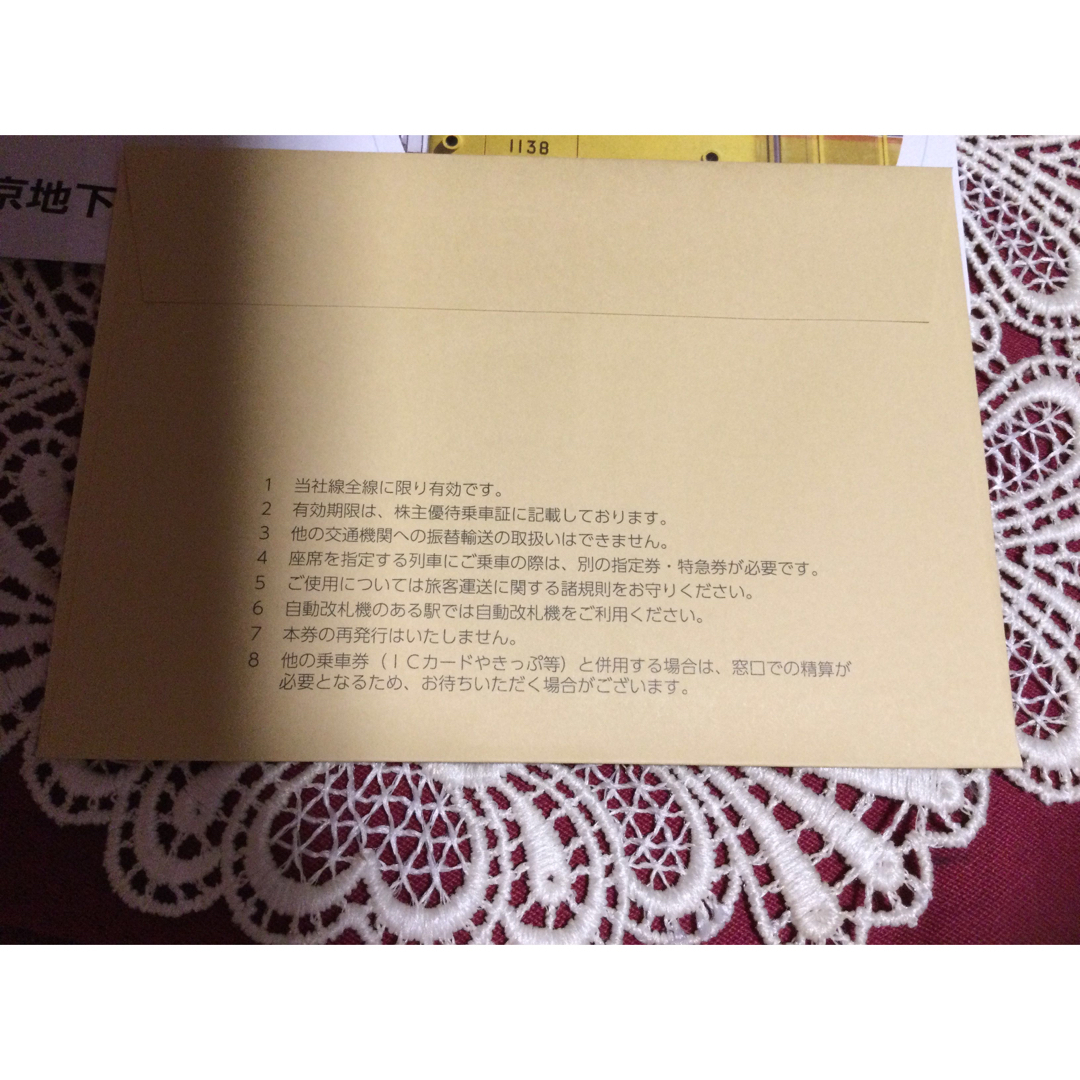 1138
京地下
1 当社線全線に限り有効です。
2 有効期限は、株主優待乗車証に記載しております。
3 他の交通機関への振替輸送の取扱いはできません。
4 座席を指定する列車にご乗車の際は、別の指定券・特急券が必要です。
5 ご使用については旅客運送に関する諸規則をお守りください。
6 自動改札機のある駅では自動改札機をご利用ください。
7 本券の再発行はいたしません。
8 他の乗車券（ICカードやきっぷ等）と併用する場合は、窓口での精算が
必要となるため、お待ちいただく場合がございます。